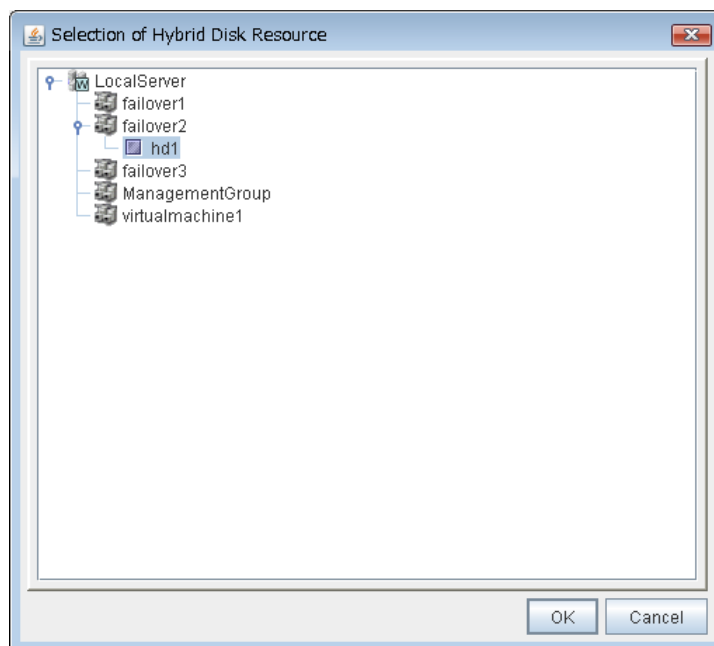 Selection of Hybrid Disk Resource
LocalServer
failover1
failover2
hd1
failover3
ManagementGroup
virtualmachine1
OK Cancel